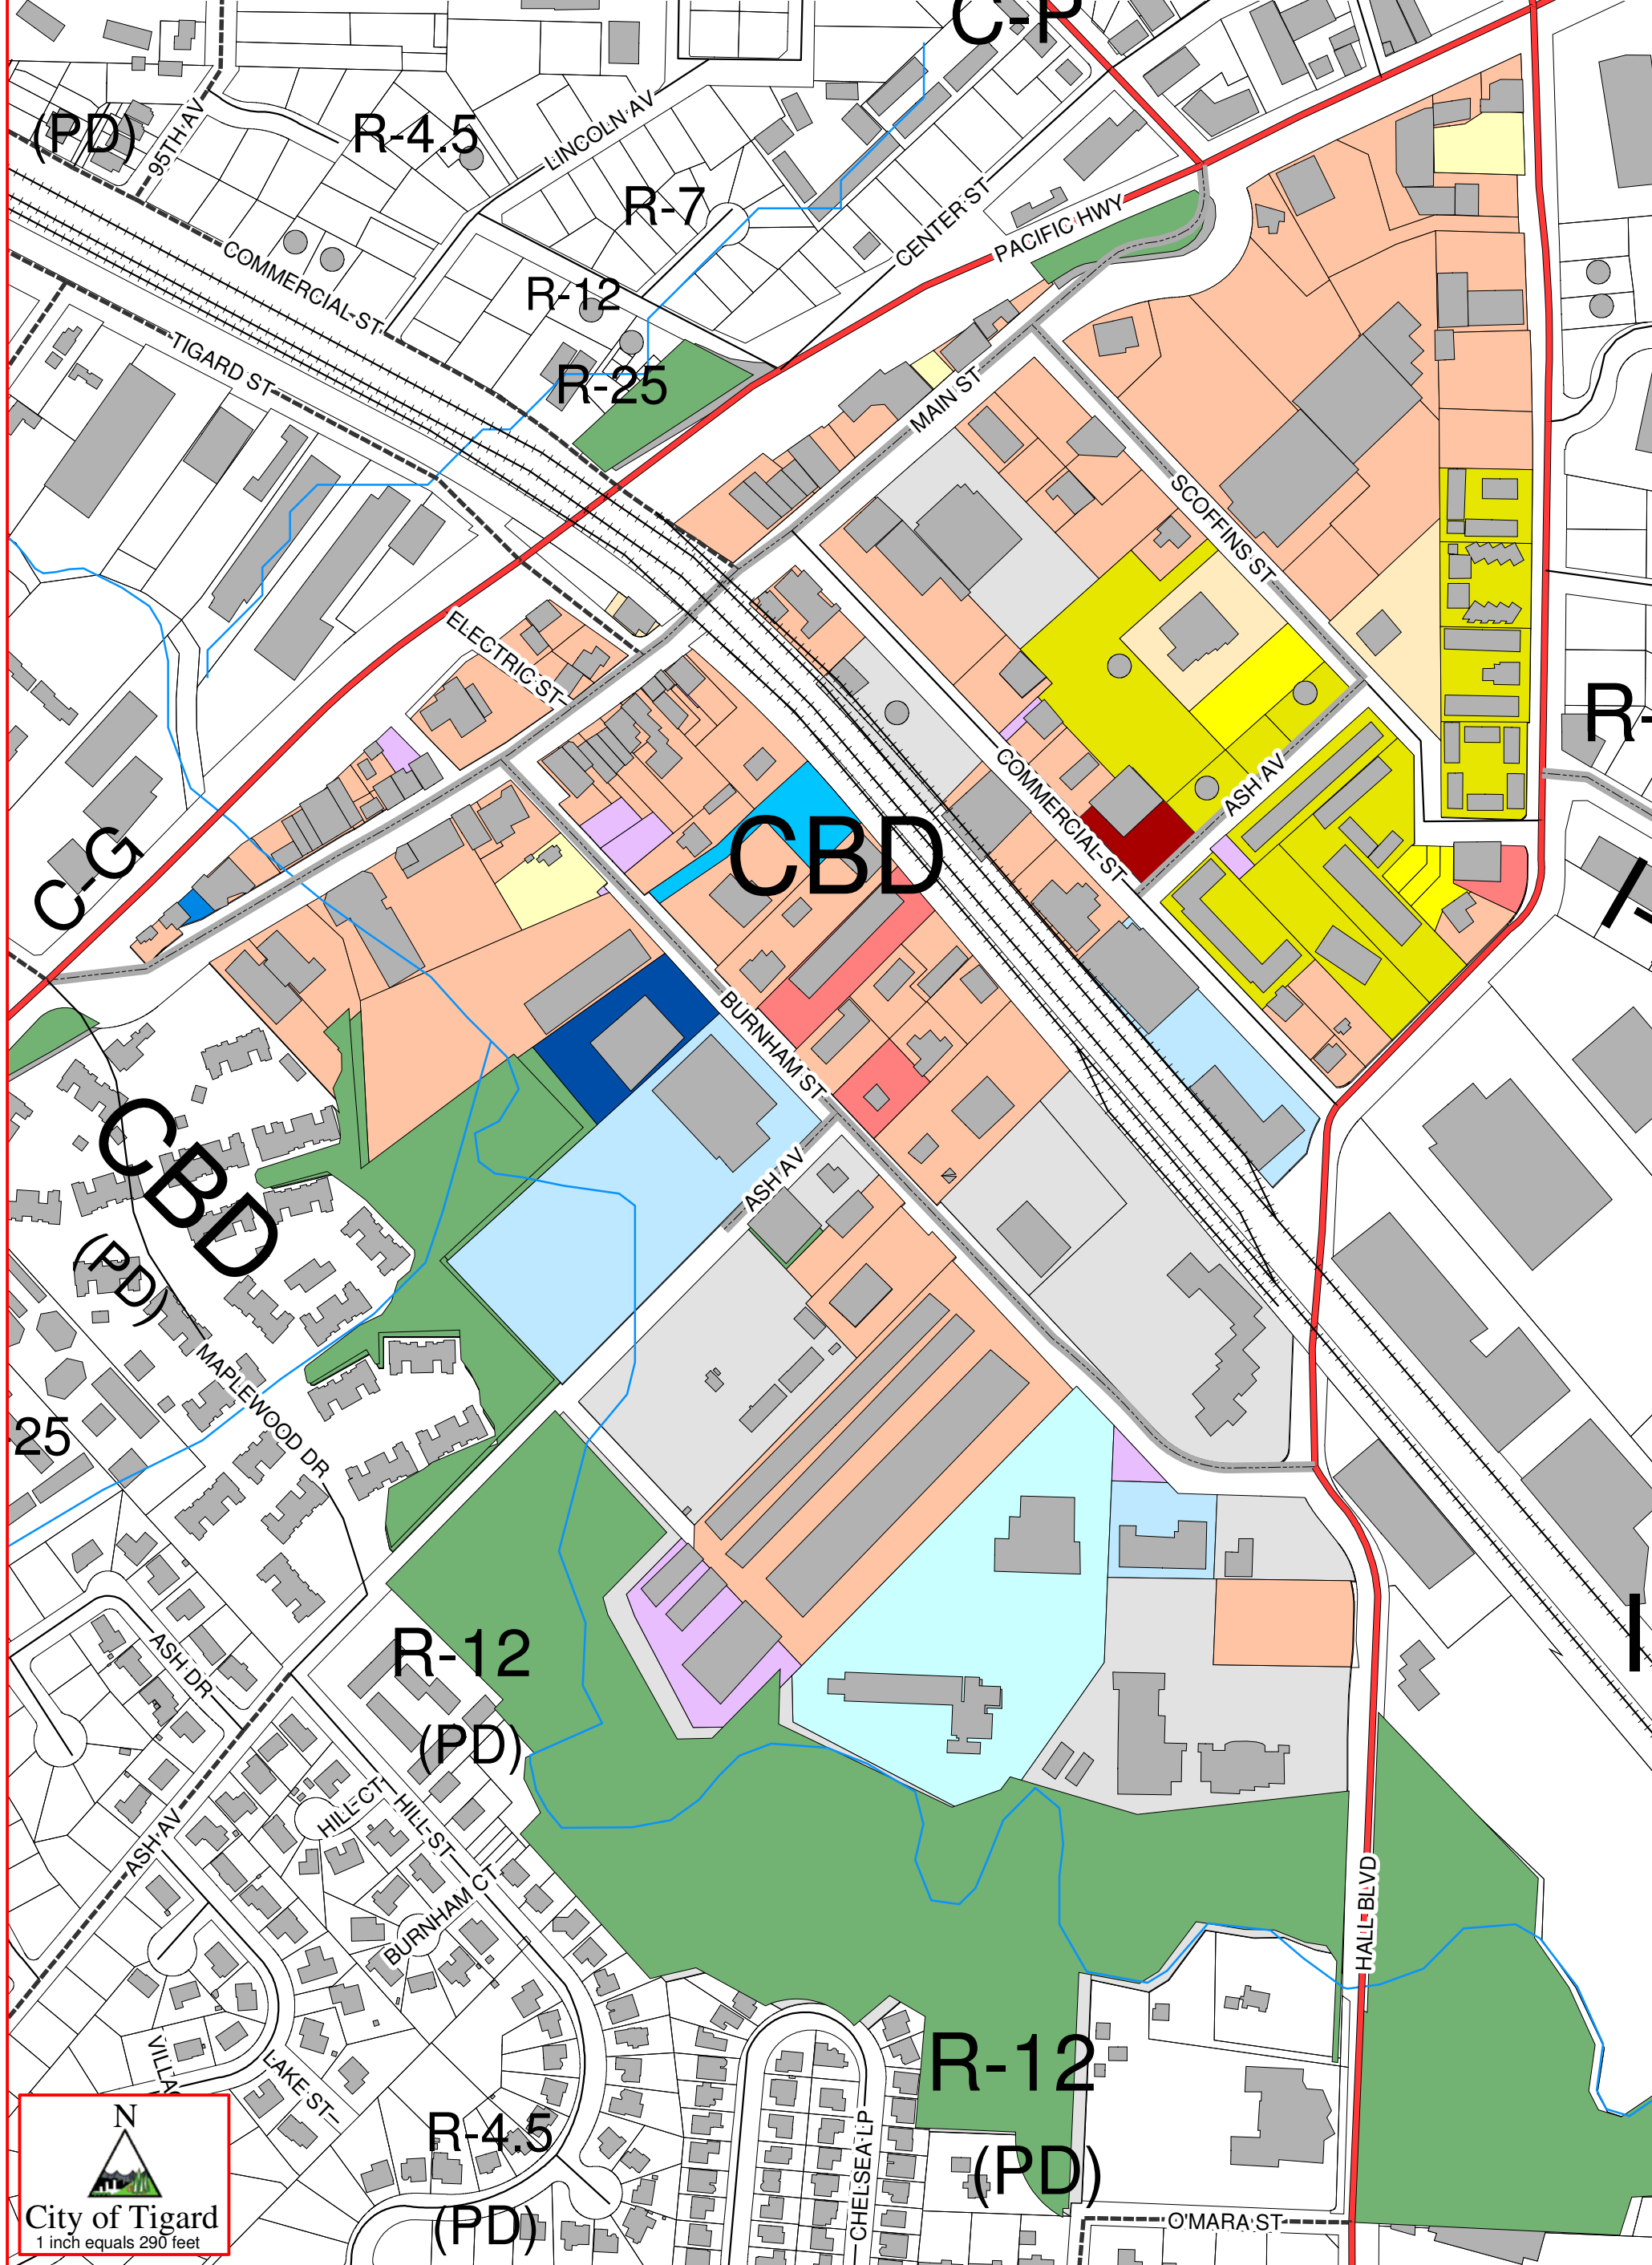 C-P
(PD)
95TH AV
R-4.5
LINCOLN AV
R-7
CENTER ST
PACIFIC HWY
COMMERCIAL ST
R-12
TIGARD ST
R-25
MAIN ST
SCOFFINS ST
ELECTRIC ST
R-
COMMERCIAL ST
ASH AV
CBD
C-G
I-
BURNHAM ST
CBD
(PD)
ASH AV
MAPLEWOOD DR
25
R-12
(PD)
I
ASH DR
HILL CT
HILL ST
ASH AV
BURNHAM CT
HALL BLVD
VILLAG
LAKE ST
R-12
(PD)
R-4.5
(PD)
CHELSEA LP
O'MARA ST
N
City of Tigard
1 inch equals 290 feet